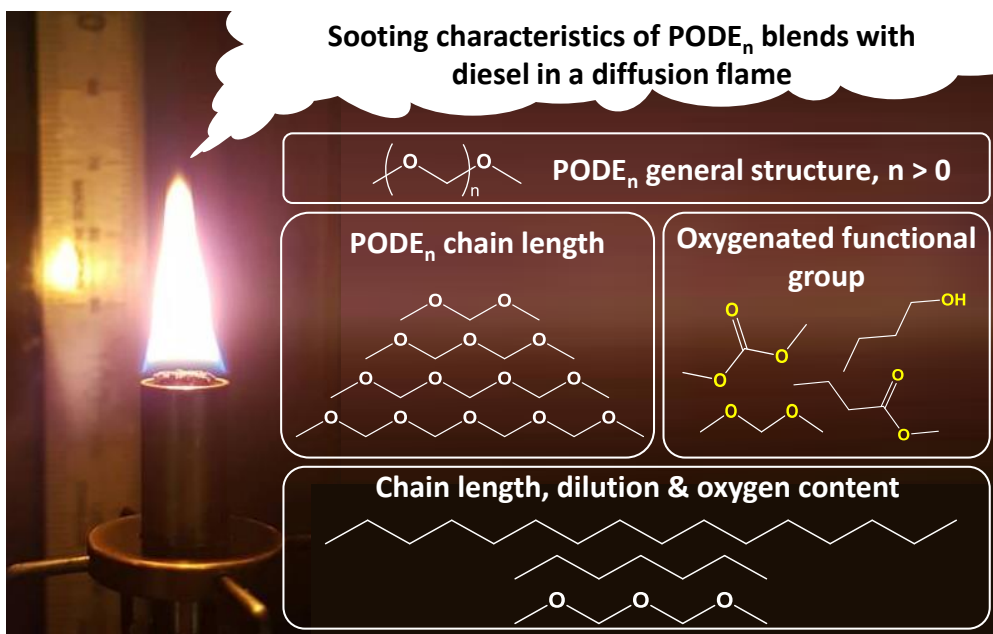 Sooting characteristics of PODEₙ blends with
diesel in a diffusion flame
O O n
PODEₙ general structure, n > 0
PODEₙ chain length
O O
O O O
O O O O
O O O O O
Oxygenated functional
group
OH
O
O
O
O
O O
O
Chain length, dilution & oxygen content
O O O